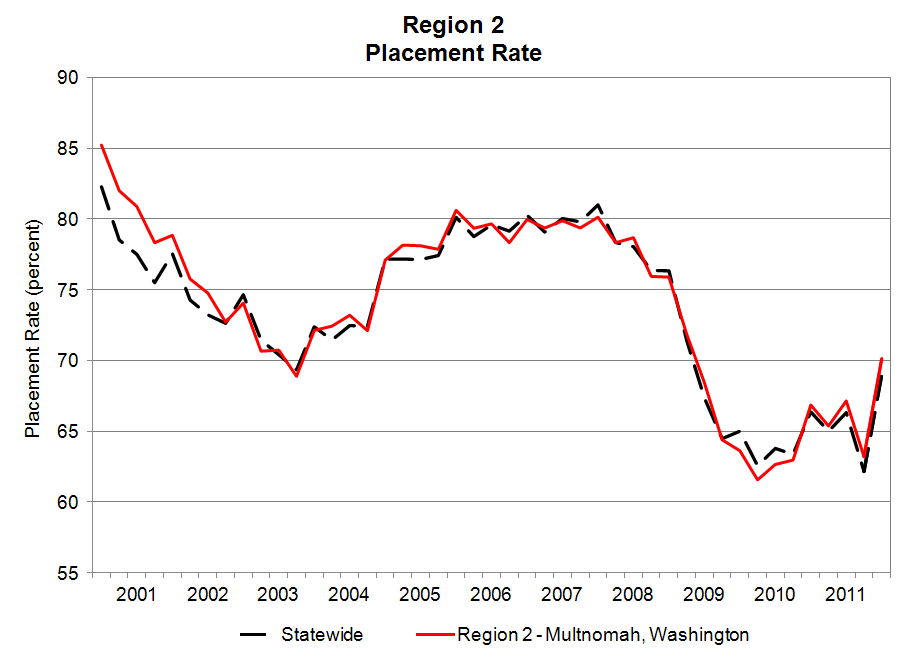 Region 2
Placement Rate
90
85
80
75
70
65
60
55
Placement Rate (percent)
2001 2002 2003 2004 2005 2006 2007 2008 2009 2010 2011
Statewide Region 2 - Multnomah, Washington